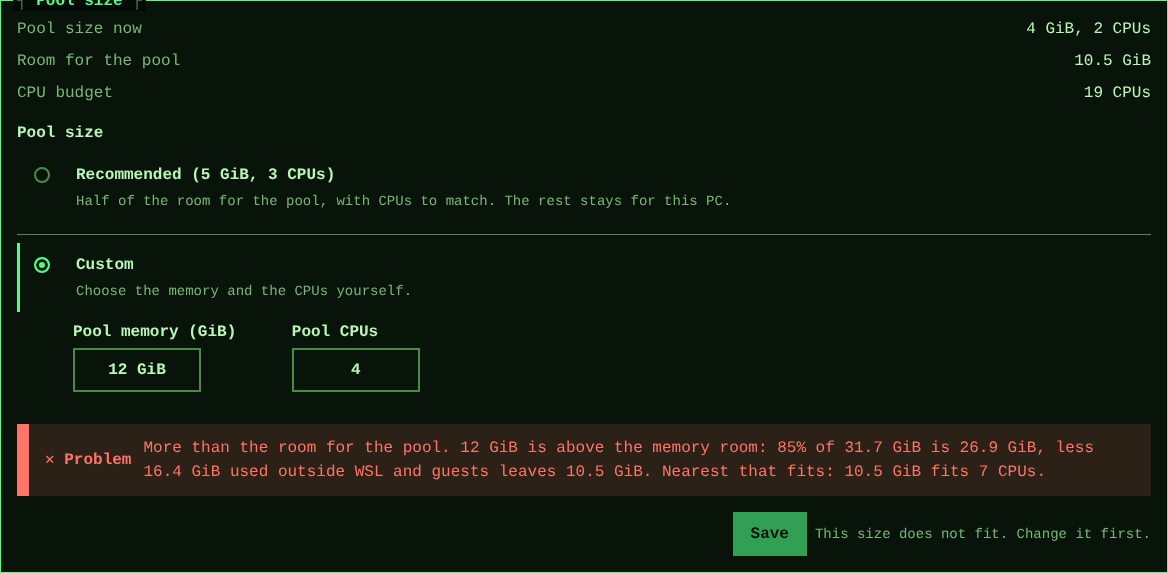 Pool size
Pool size now 4 GiB, 2 CPUs
Room for the pool 10.5 GiB
CPU budget 19 CPUs
Pool size
Recommended (5 GiB, 3 CPUs)
Half of the room for the pool, with CPUs to match. The rest stays for this PC.
Custom
Choose the memory and the CPUs yourself.
Pool memory (GiB) Pool CPUs
12 GiB 4
× Problem More than the room for the pool. 12 GiB is above the memory room: 85% of 31.7 GiB is 26.9 GiB, less
16.4 GiB used outside WSL and guests leaves 10.5 GiB. Nearest that fits: 10.5 GiB fits 7 CPUs.
Save This size does not fit. Change it first.